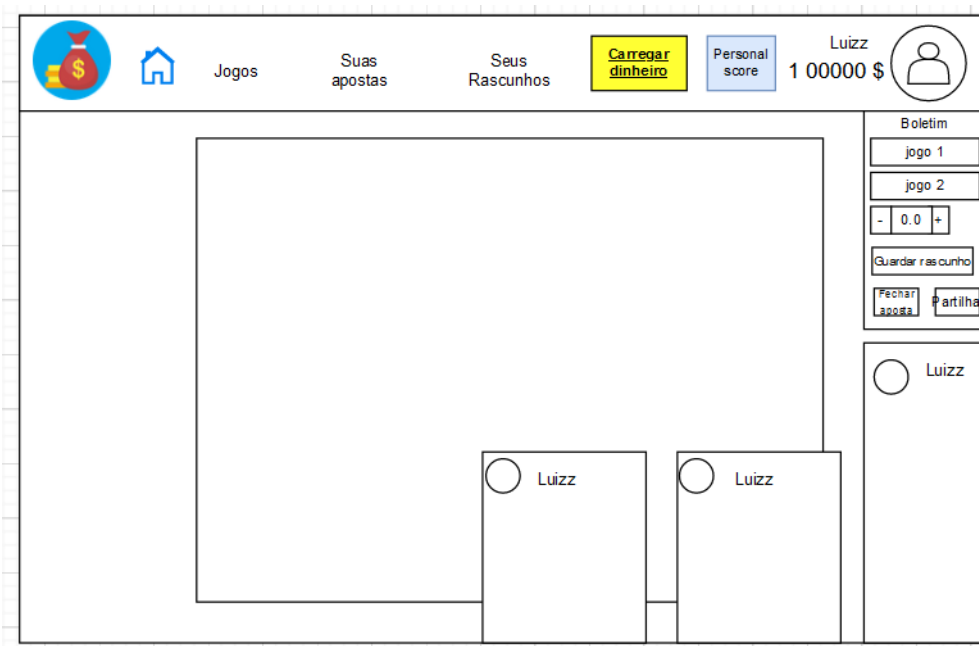 $
Jogos
Suas
apostas
Seus
Rascunhos
Carregar
dinheiro
Personal
score
Luizz
1 00000 $
Boletim
jogo 1
jogo 2
- 0.0 +
Guardar rascunho
Fechar
aposta
Partilha
Luizz
Luizz
Luizz